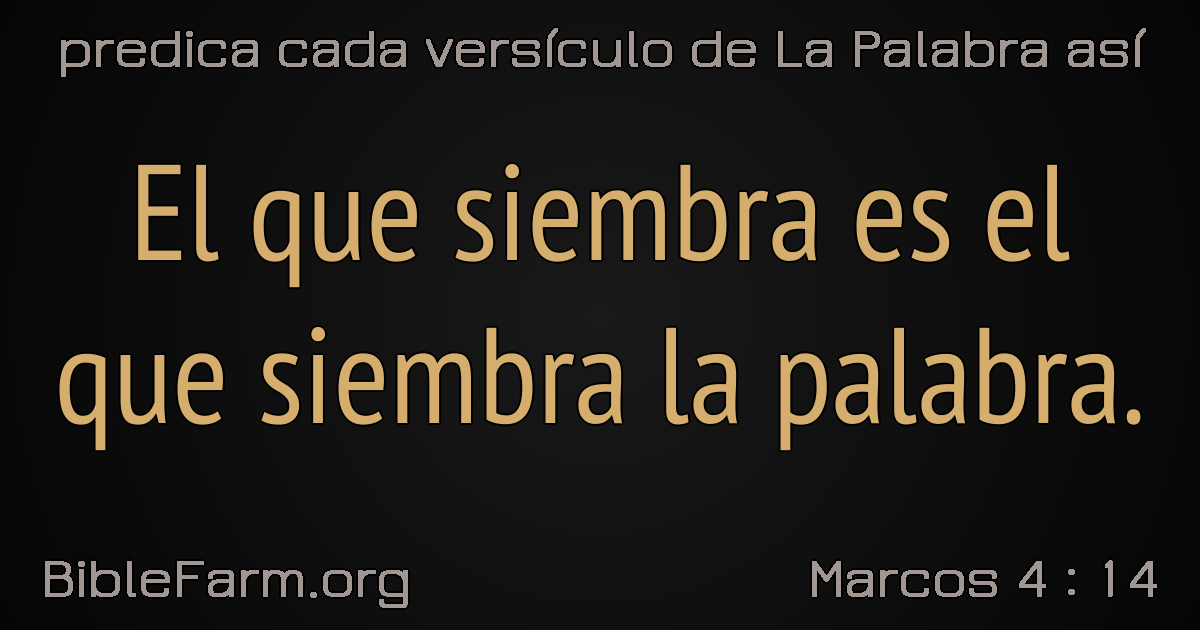 predica cada versículo de La Palabra así
El que siembra es el
que siembra la palabra.
BibleFarm.org
Marcos 4 : 14